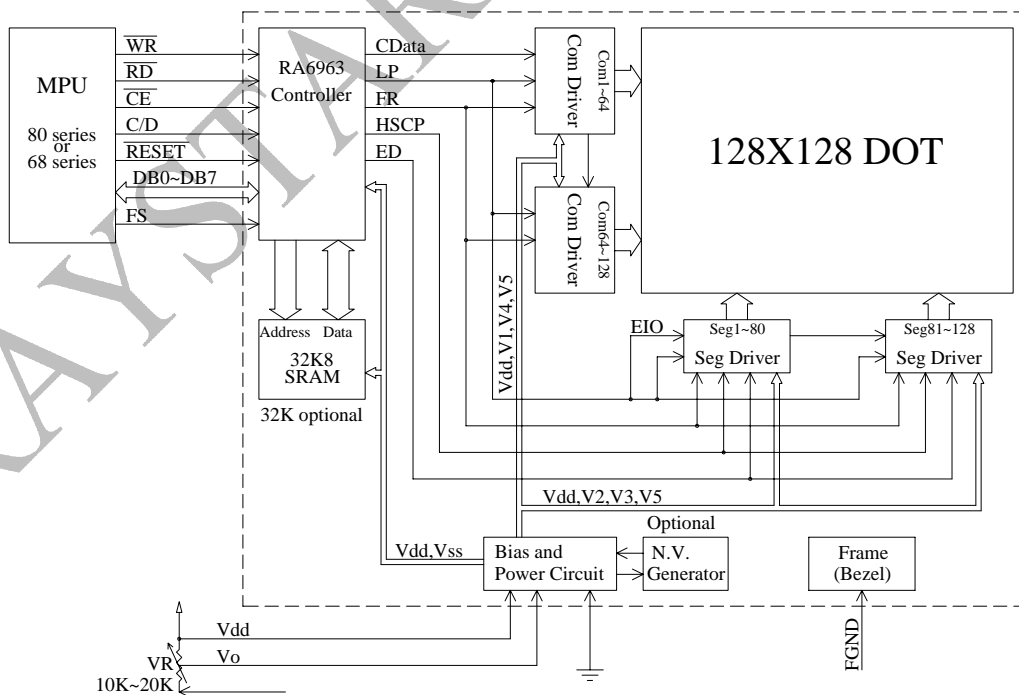 RAYSTAR
MPU
80 series
or
68 series
WR
RD
CE
C/D
RESET
DB0~DB7
FS
RA6963
Controller
CData
LP
FR
HSCP
ED
Com Driver
Com1~64
Com Driver
Com64~128
128X128 DOT
Address Data
32K8
SRAM
32K optional
Vdd,V1,V4,V5
EIO
Seg1~80
Seg Driver
Seg81~128
Seg Driver
Vdd,V2,V3,V5
Optional
Vdd,Vss
Bias and
Power Circuit
N.V.
Generator
Frame
(Bezel)
Vdd
Vo
VR
10K~20K
FGND